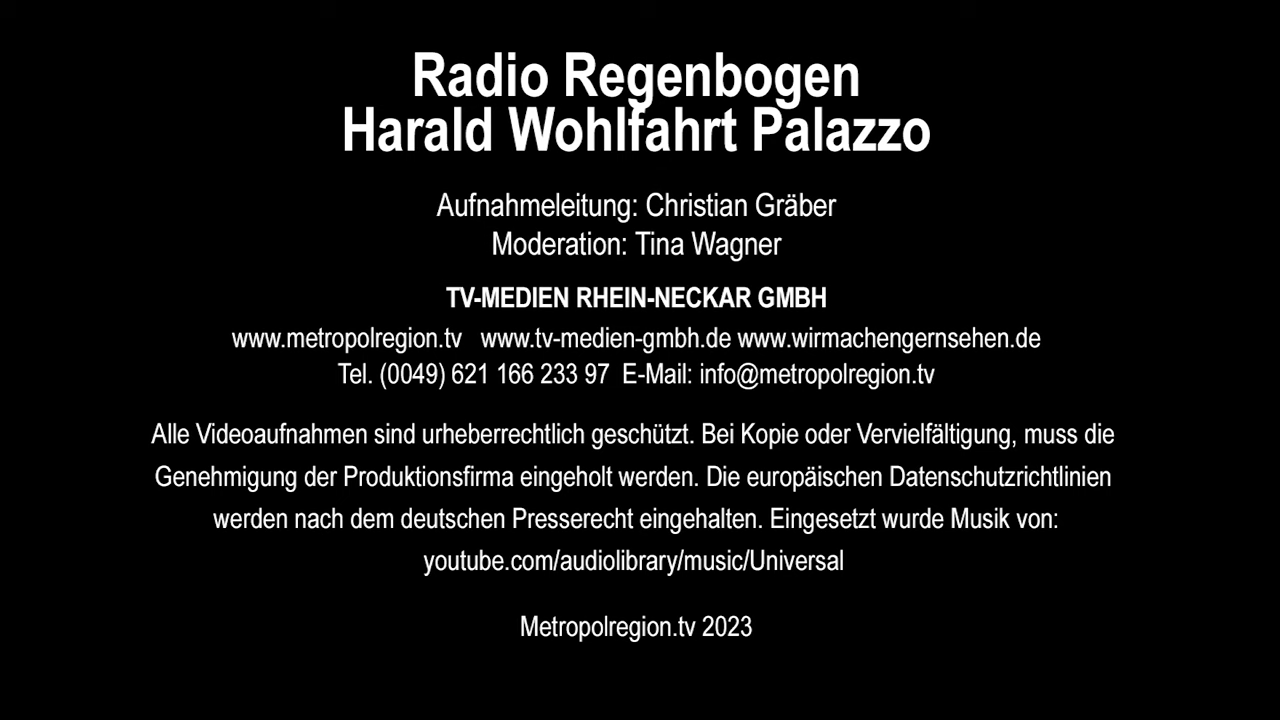 Radio Regenbogen
Harald Wohlfahrt Palazzo
Aufnahmeleitung: Christian Gräber
Moderation: Tina Wagner
TV-MEDIEN RHEIN-NECKAR GMBH
www.metropolregion.tv www.tv-medien-gmbh.de www.wirmachengernsehen.de
Tel. (0049) 621 166 233 97 E-Mail: info@metropolregion.tv
Alle Videoaufnahmen sind urheberrechtlich geschützt. Bei Kopie oder Vervielfältigung, muss die
Genehmigung der Produktionsfirma eingeholt werden. Die europäischen Datenschutzrichtlinien
werden nach dem deutschen Presserecht eingehalten. Eingesetzt wurde Musik von:
youtube.com/audiolibrary/music/Universal
Metropolregion.tv 2023